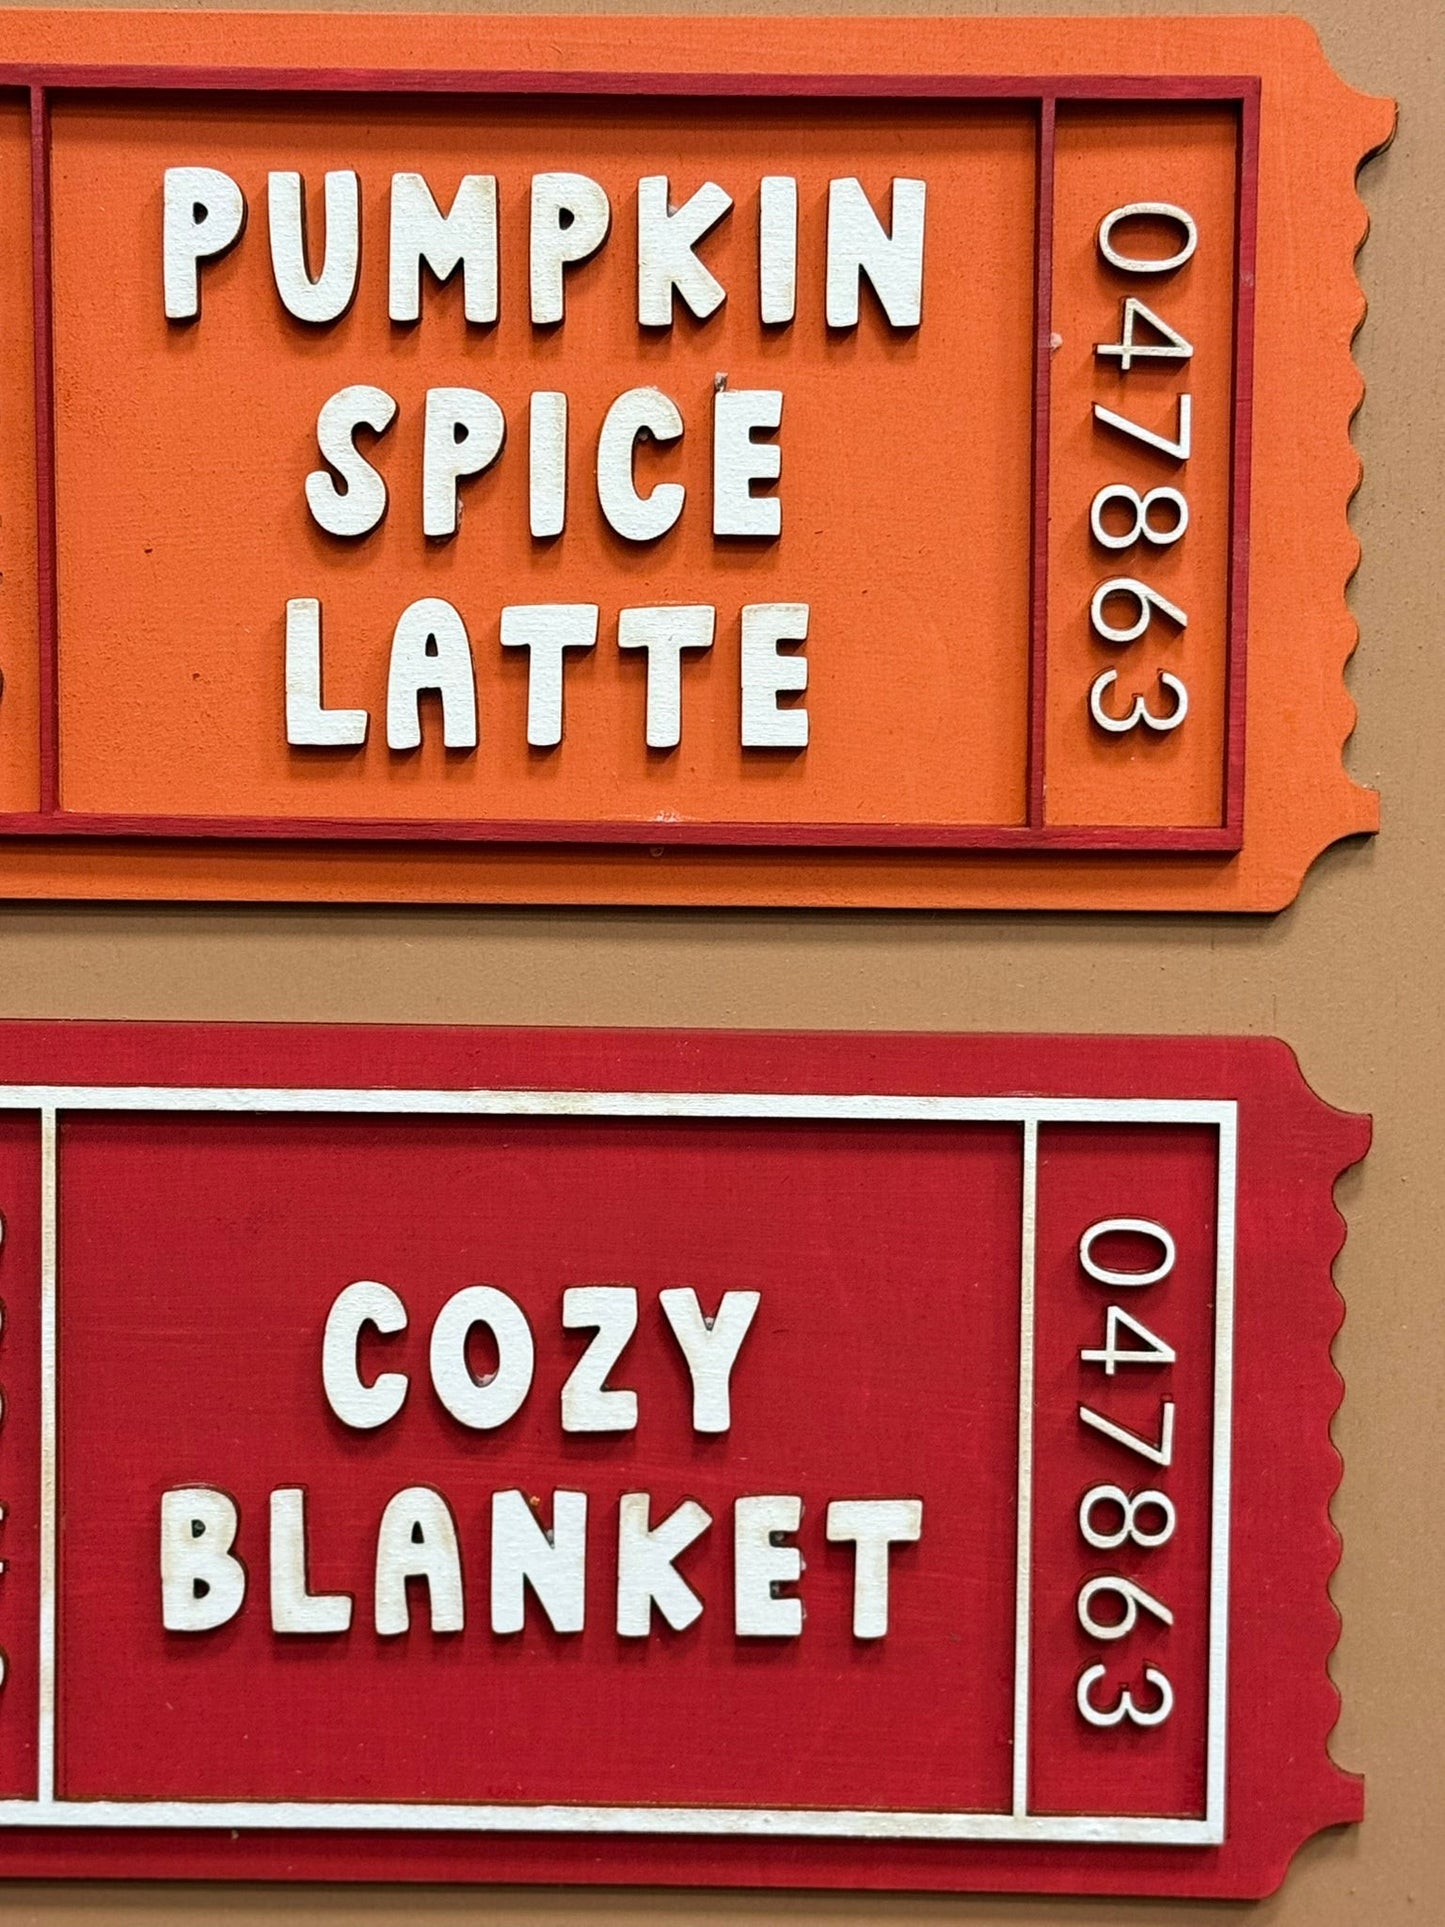 PUMPKIN
SPICE
LATTE
047863
COZY
BLANKET
047863